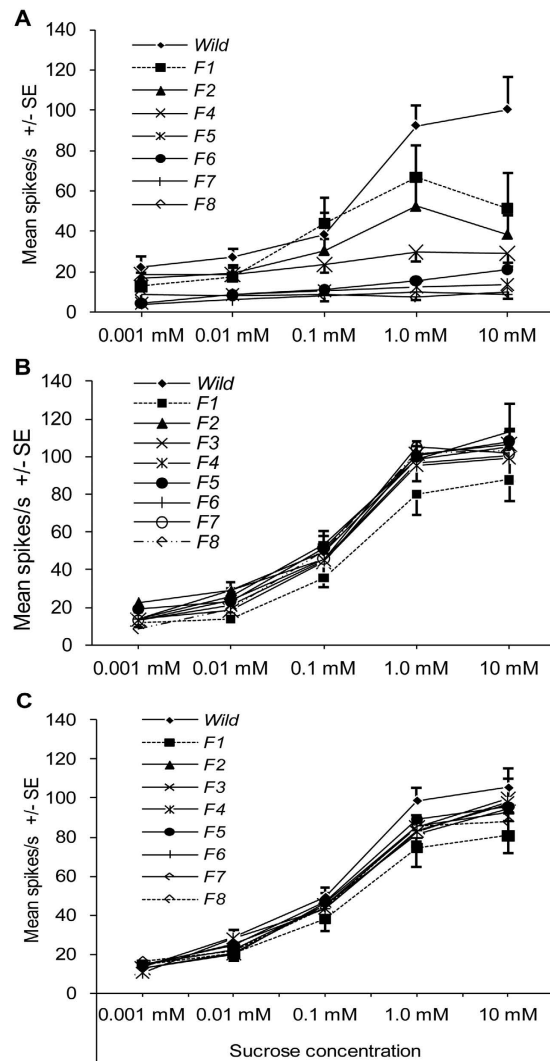 A
Mean spikes/s +/- SE
140
120
100
80
60
40
20
0
Wild
F1
F2
F4
F5
F6
F7
F8
0.001 mM 0.01 mM 0.1 mM 1.0 mM 10 mM
B
Mean spikes/s +/- SE
140
120
100
80
60
40
20
0
Wild
F1
F2
F3
F4
F5
F6
F7
F8
0.001 mM 0.01 mM 0.1 mM 1.0 mM 10 mM
C
Mean spikes/s +/- SE
140
120
100
80
60
40
20
0
Wild
F1
F2
F3
F4
F5
F6
F7
F8
0.001 mM 0.01 mM 0.1 mM 1.0 mM 10 mM
Sucrose concentration